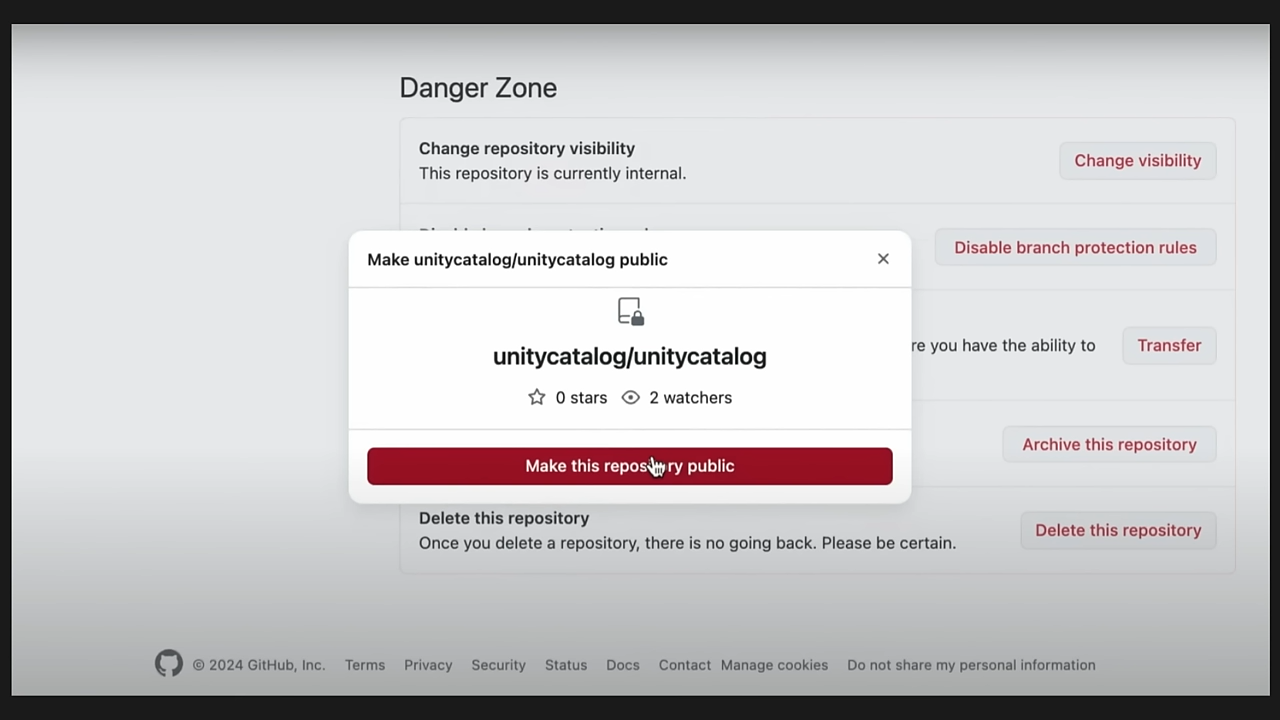 Danger Zone
Change repository visibility
This repository is currently internal.
Change visibility
Disable branch protection rules
Make unitycatalog/unitycatalog public
unitycatalog/unitycatalog
0 stars 2 watchers
Make this repository public
re you have the ability to
Transfer
Archive this repository
Delete this repository
Once you delete a repository, there is no going back. Please be certain.
Delete this repository
© 2024 GitHub, Inc. Terms Privacy Security Status Docs Contact Manage cookies Do not share my personal information